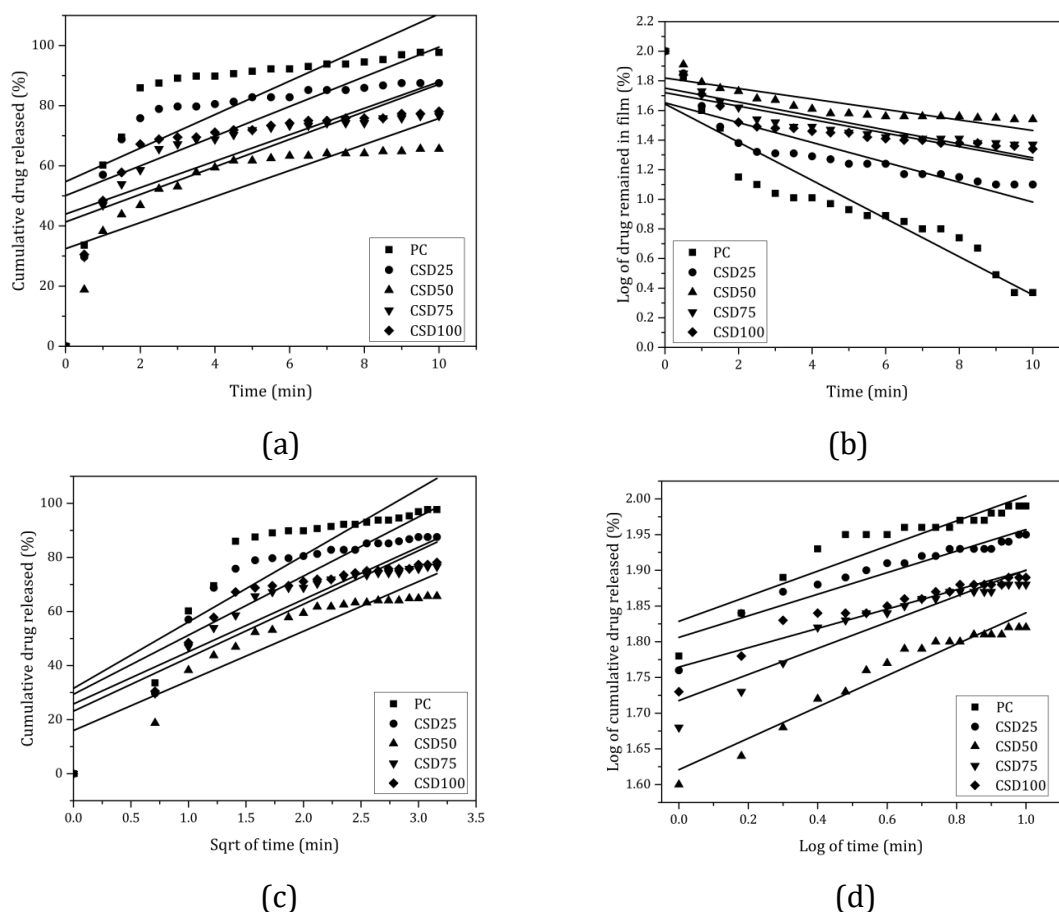 Cumulative drug released (%)
100
80
60
40
20
0
PC
CSD25
CSD50
CSD75
CSD100
0 2 4 6 8 10
Time (min)
(a)
Log of drug remained in film (%)
2.2
2.0
1.8
1.6
1.4
1.2
1.0
0.8
0.6
0.4
0.2
0.0
PC
CSD25
CSD50
CSD75
CSD100
0 2 4 6 8 10
Time (min)
(b)
Cumulative drug released (%)
100
80
60
40
20
0
PC
CSD25
CSD50
CSD75
CSD100
0.0 0.5 1.0 1.5 2.0 2.5 3.0 3.5
Sqrt of time (min)
(c)
Log of cumulative drug released (%)
2.00
1.95
1.90
1.85
1.80
1.75
1.70
1.65
1.60
PC
CSD25
CSD50
CSD75
CSD100
0.0 0.2 0.4 0.6 0.8 1.0
Log of time (min)
(d)